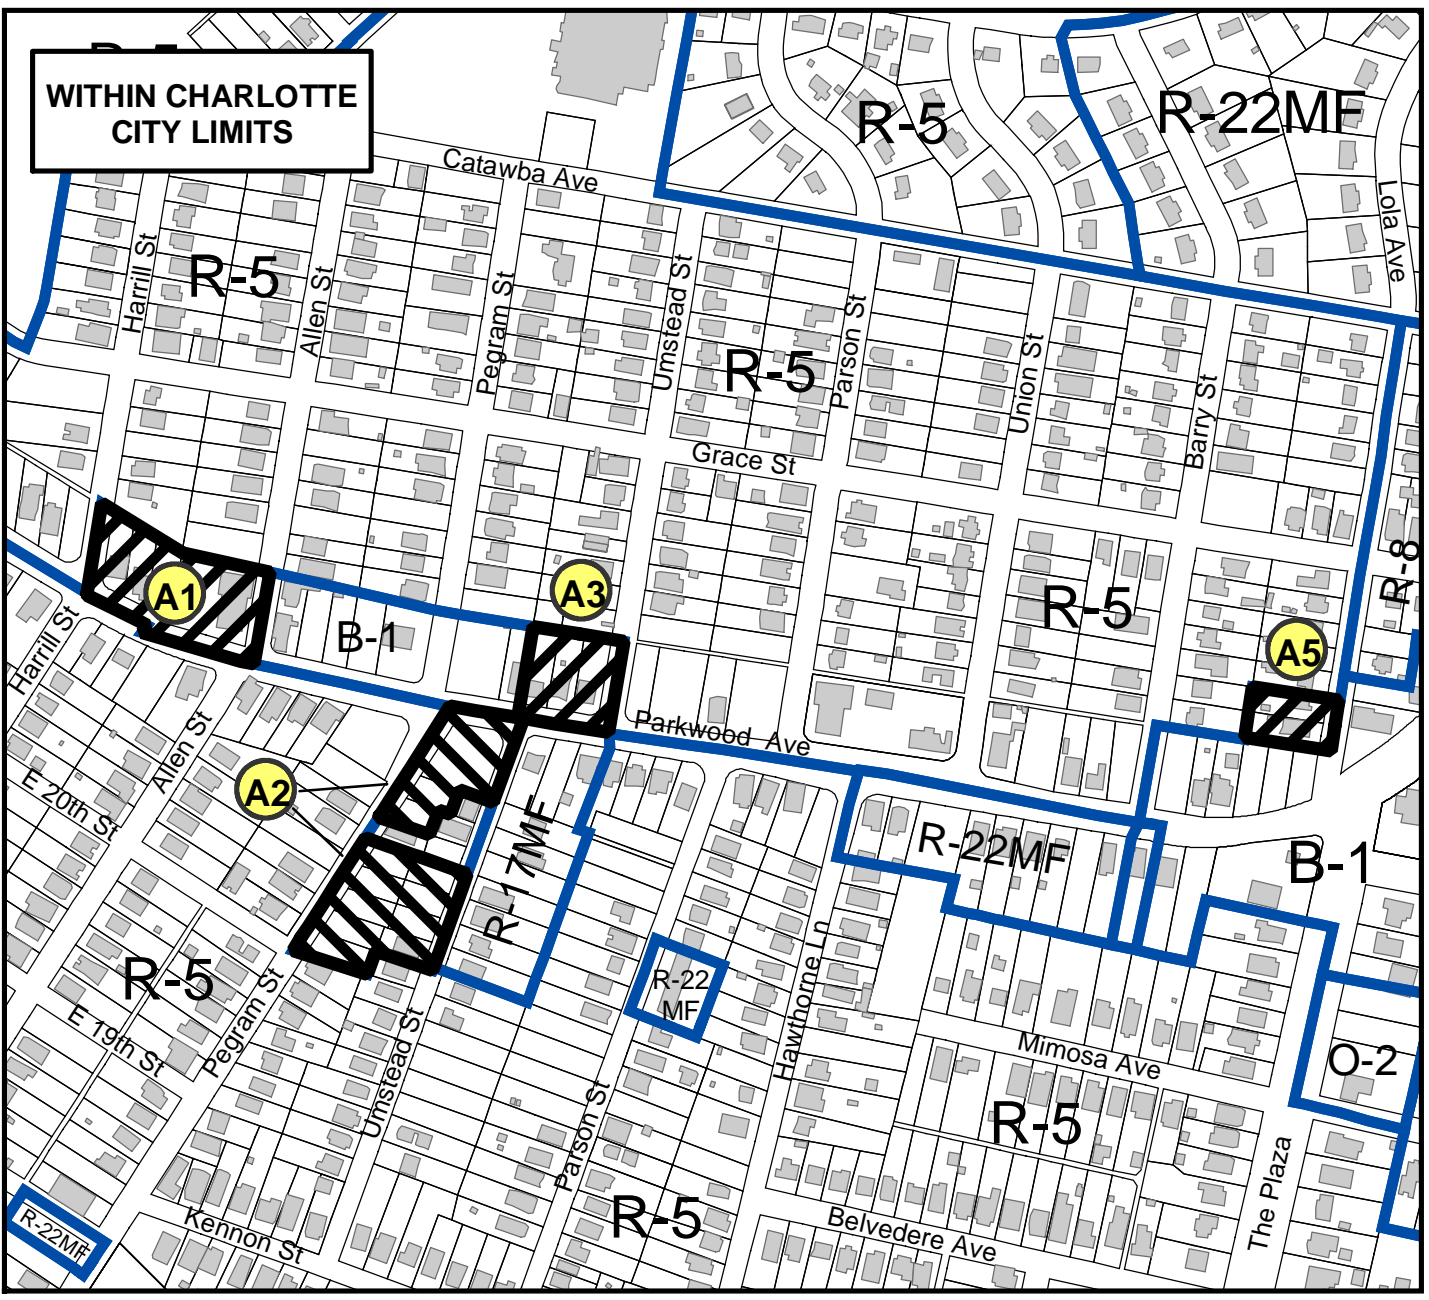 WITHIN CHARLOTTE
CITY LIMITS
R-5
R-22MF
Catawba Ave
Lola Ave
Harrill St
R-5
Allen St
Pegram St
Umstead St
R-5
Parson St
Union St
Barry St
Grace St
R-8
A1
A3
B-1
R-5
A5
Harrill St
Parkwood Ave
Allen St
E 20th St
A2
R-17MF
R-22MF
B-1
R-5
Pegram St
E 19th St
Umstead St
R-22
MF
Hawthorne Ln
Mimosa Ave
O-2
R-5
Parson St
The Plaza
R-22MF
Kennon St
R-5
Belvedere Ave